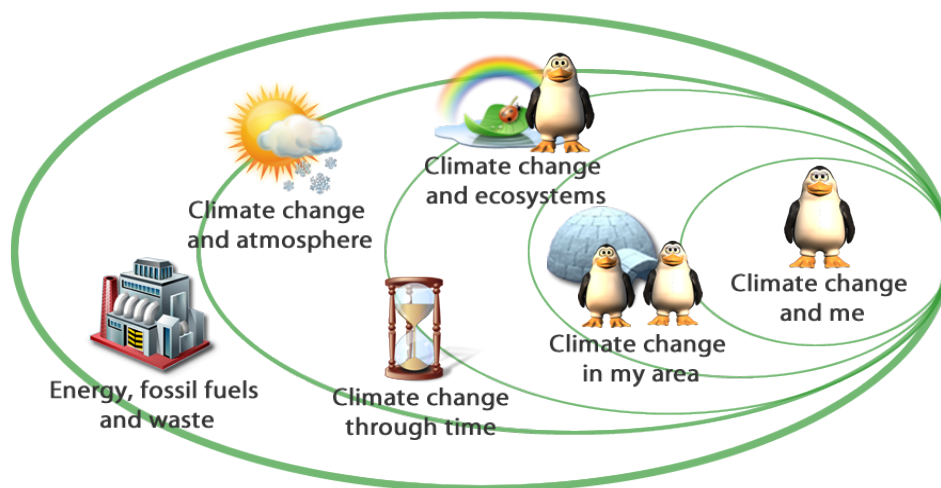 Climate change
and ecosystems
Climate change
and atmosphere
Climate change
and me
Climate change
in my area
Energy, fossil fuels
and waste
Climate change
through time